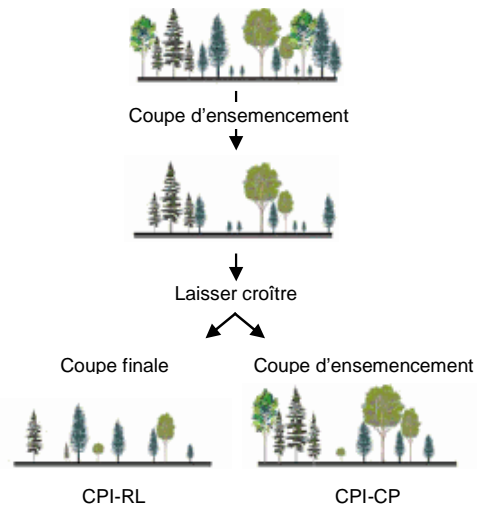 Coupe d'ensemencement
Laisser croître
Coupe finale
Coupe d'ensemencement
CPI-RL
CPI-CP